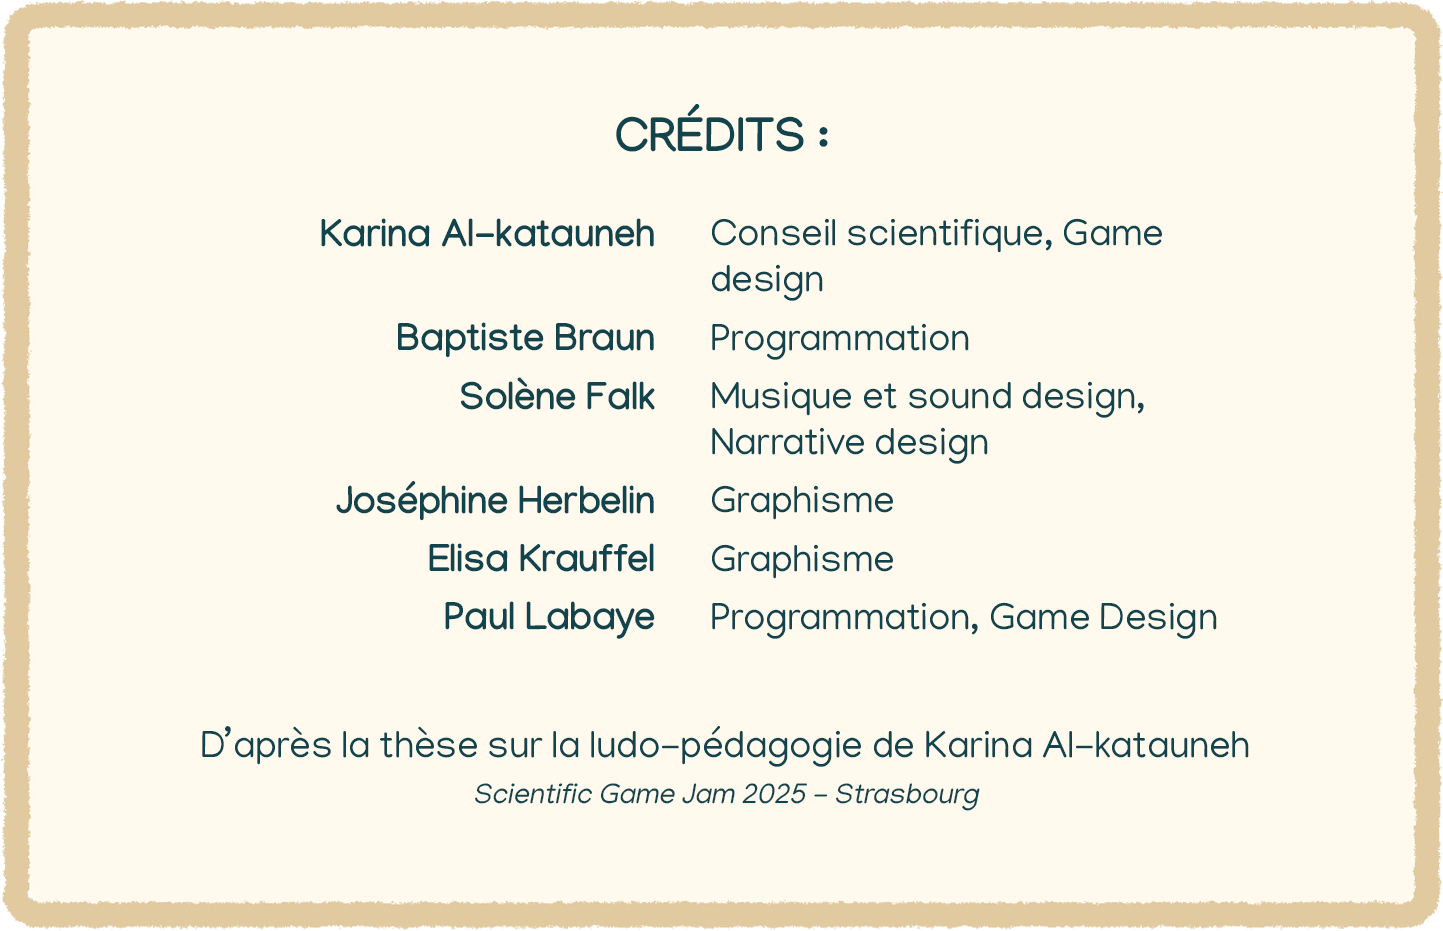 CRÉDITS :
Karina Al-katauneh Conseil scientifique, Game
design
Baptiste Braun Programmation
Solène Falk Musique et sound design,
Narrative design
Joséphine Herbelin Graphisme
Elisa Krauffel Graphisme
Paul Labaye Programmation, Game Design
D’après la thèse sur la ludo-pédagogie de Karina Al-katauneh
Scientific Game Jam 2025 - Strasbourg